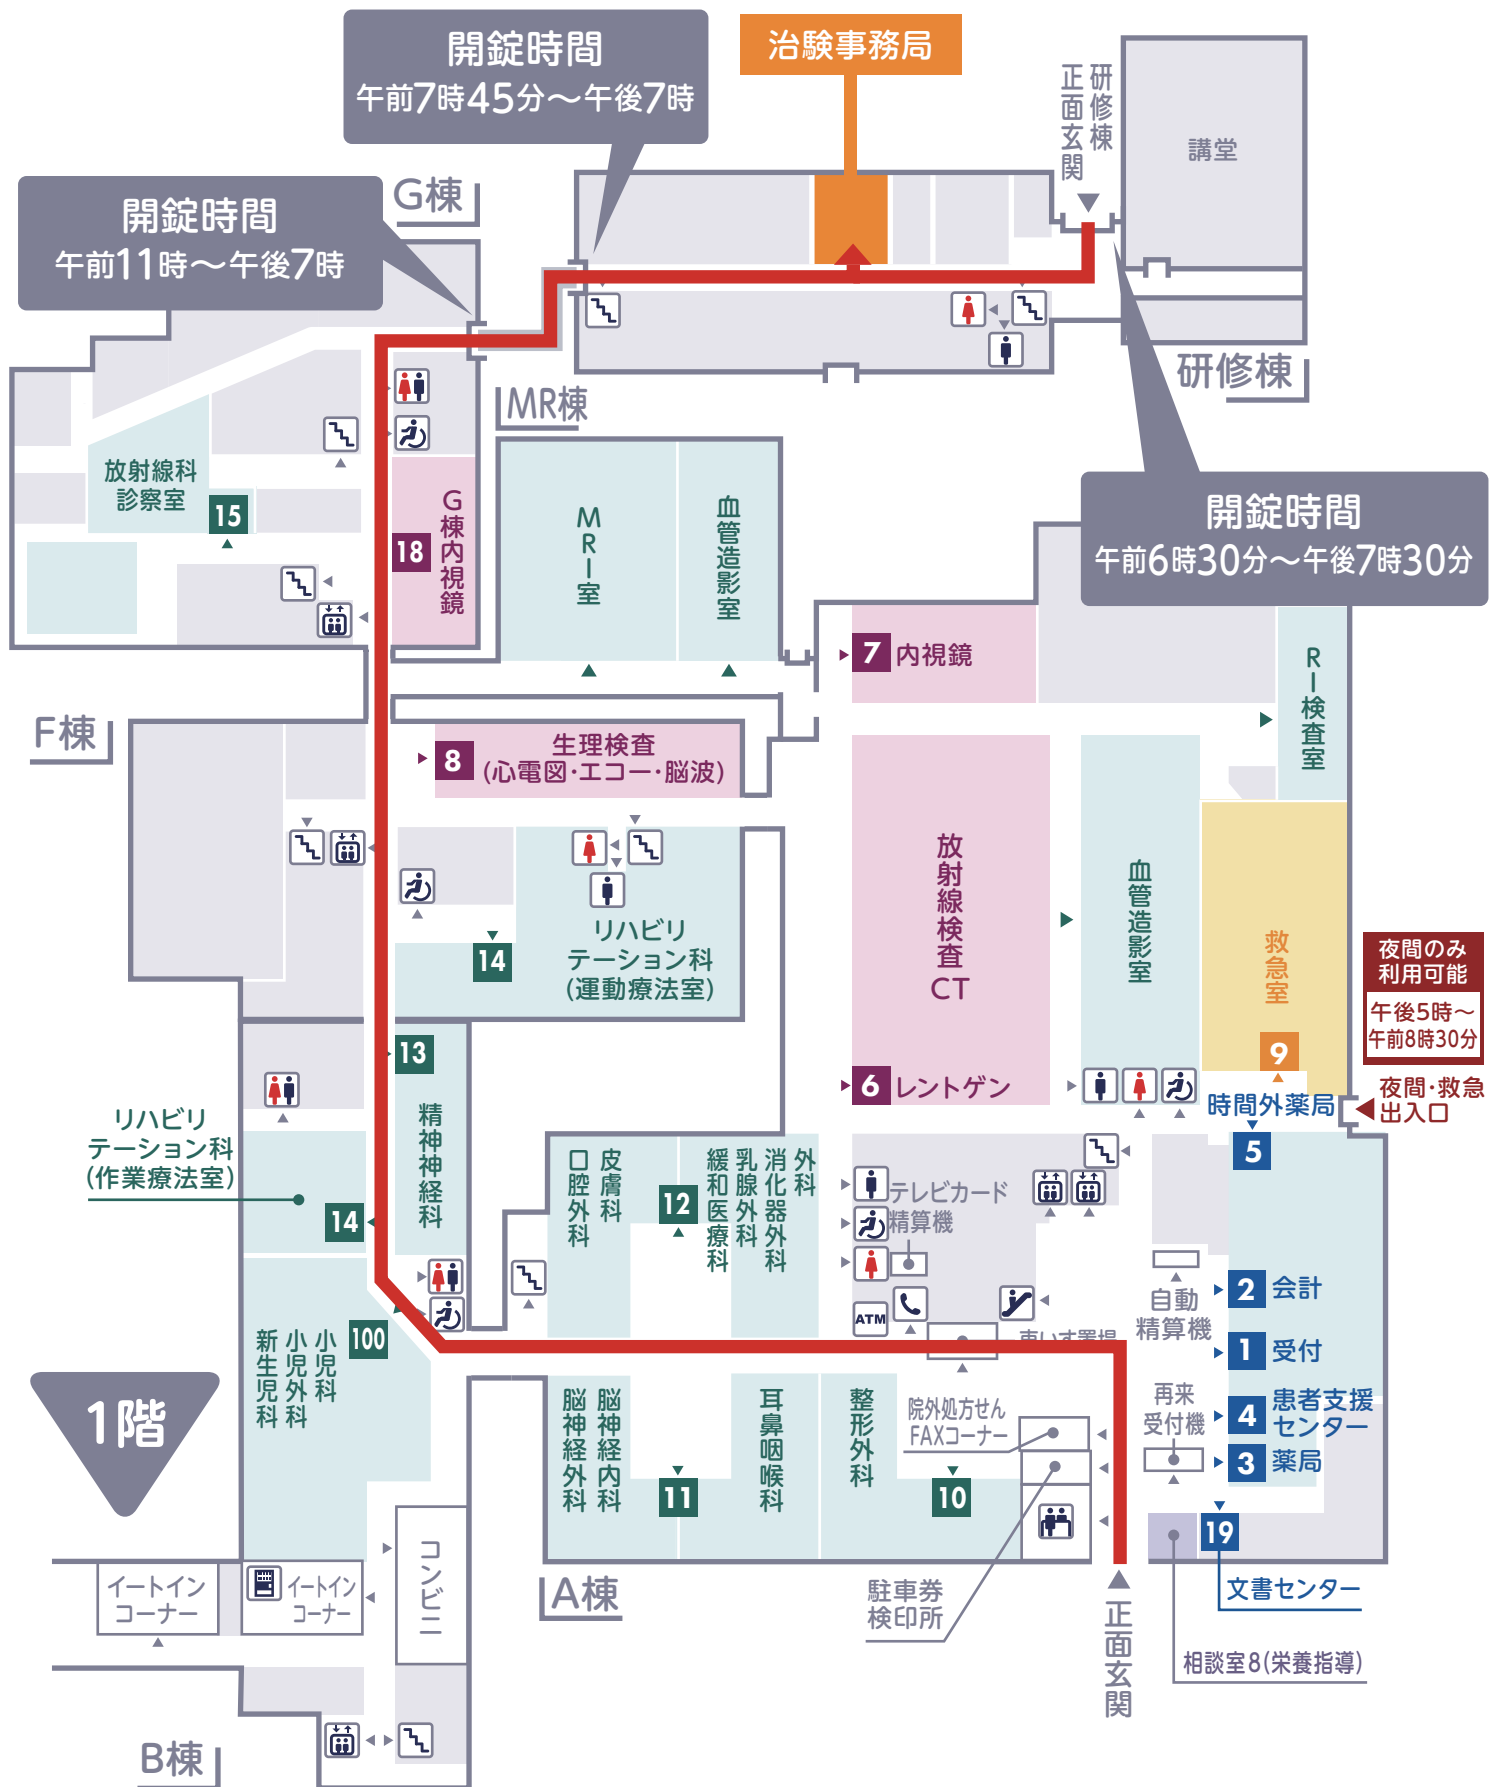 開錠時間
午前7時45分～午後7時
治験事務局
研修棟
正面玄関
講堂
G棟
開錠時間
午前11時～午後7時
研修棟
MR棟
放射線科
診察室
15
18
G棟内視鏡
MRI室
血管造影室
開錠時間
午前6時30分～午後7時30分
7
内視鏡
RI検査室
F棟
8
生理検査
(心電図・エコー・脳波)
放射線検査
CT
血管造影室
救急室
夜間のみ
利用可能
午後5時～
午前8時30分
14
リハビリ
テーション科
(運動療法室)
9
13
6
レントゲン
夜間・救急
出入口
時間外薬局
5
リハビリ
テーション科
(作業療法室)
精神神経科
14
皮膚科
口腔外科
12
外科
消化器外科
乳腺外科
緩和医療科
テレビカード
精算機
ATM
車いす置場
2
会計
自動
精算機
1
受付
100
小児科
小児外科
新生児科
1階
再来
受付機
4
患者支援
センター
3
薬局
脳神経内科
脳神経外科
11
耳鼻咽喉科
整形外科
10
院外処方せん
FAXコーナー
19
文書センター
コンビニ
イートイン
コーナー
イートイン
コーナー
A棟
駐車券
検印所
正面玄関
相談室8(栄養指導)
B棟